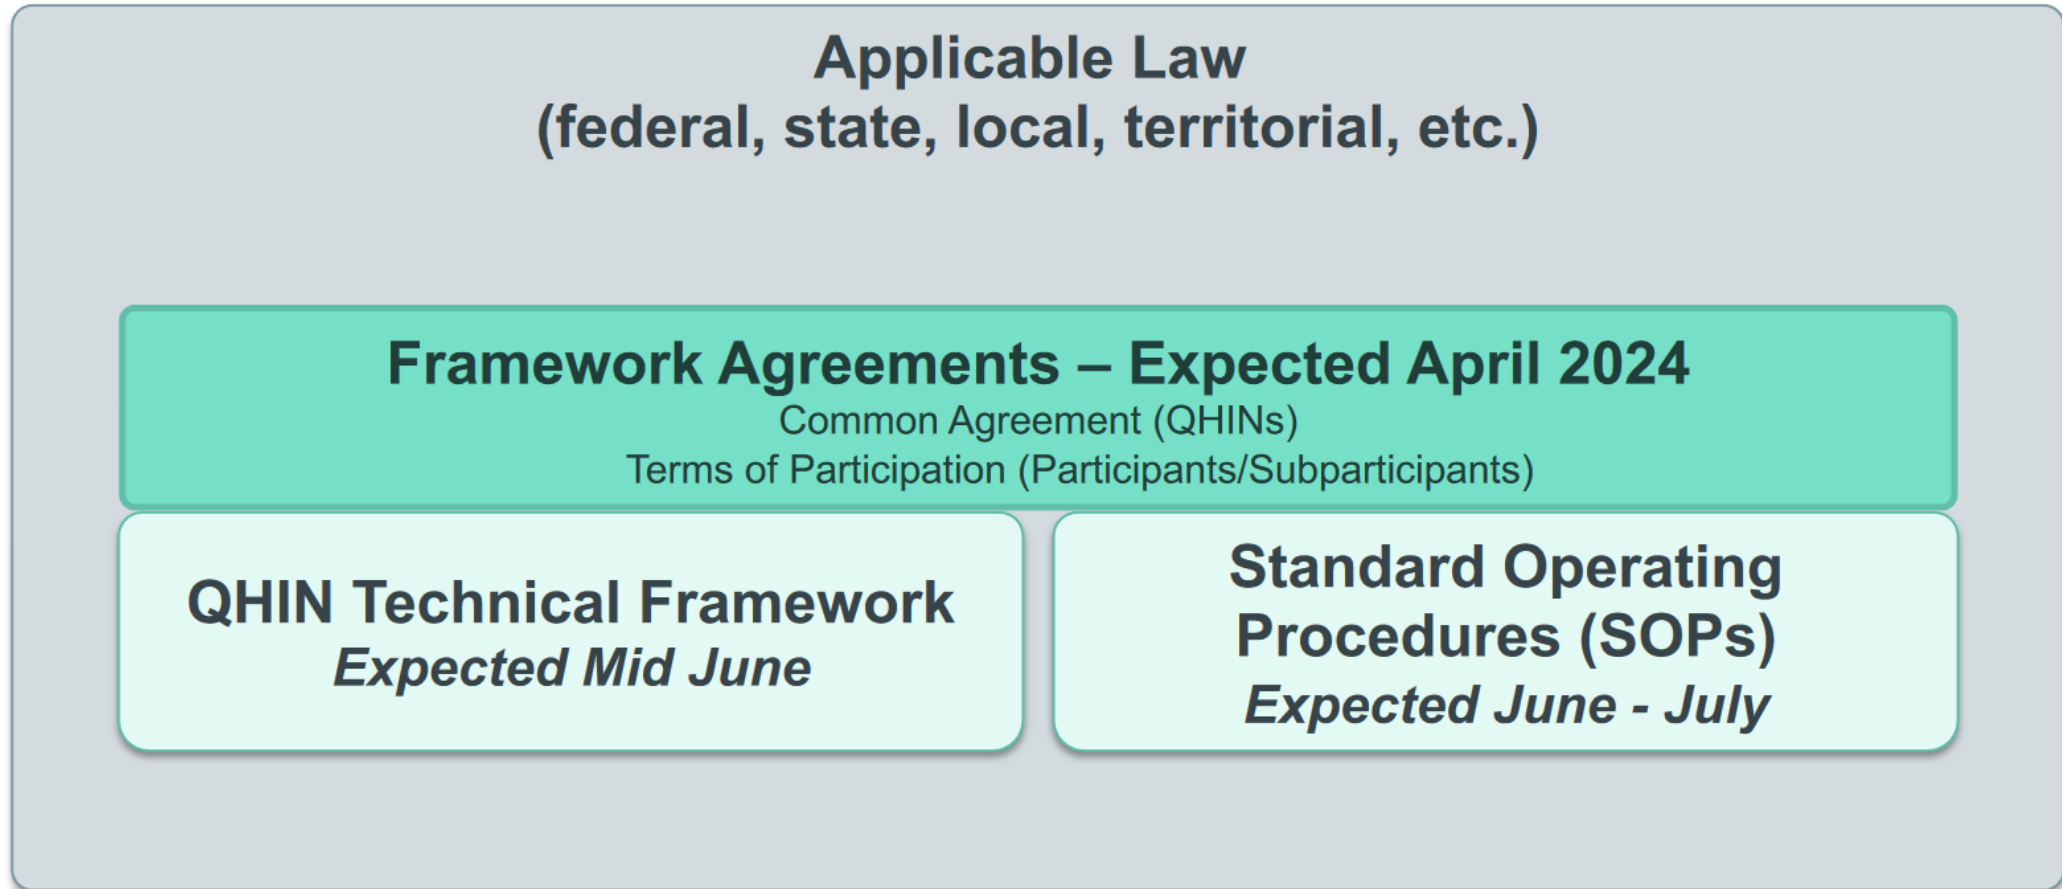 Applicable Law
(federal, state, local, territorial, etc.)
Framework Agreements – Expected April 2024
Common Agreement (QHINs)
Terms of Participation (Participants/Subparticipants)
QHIN Technical Framework
Expected Mid June
Standard Operating
Procedures (SOPs)
Expected June - July